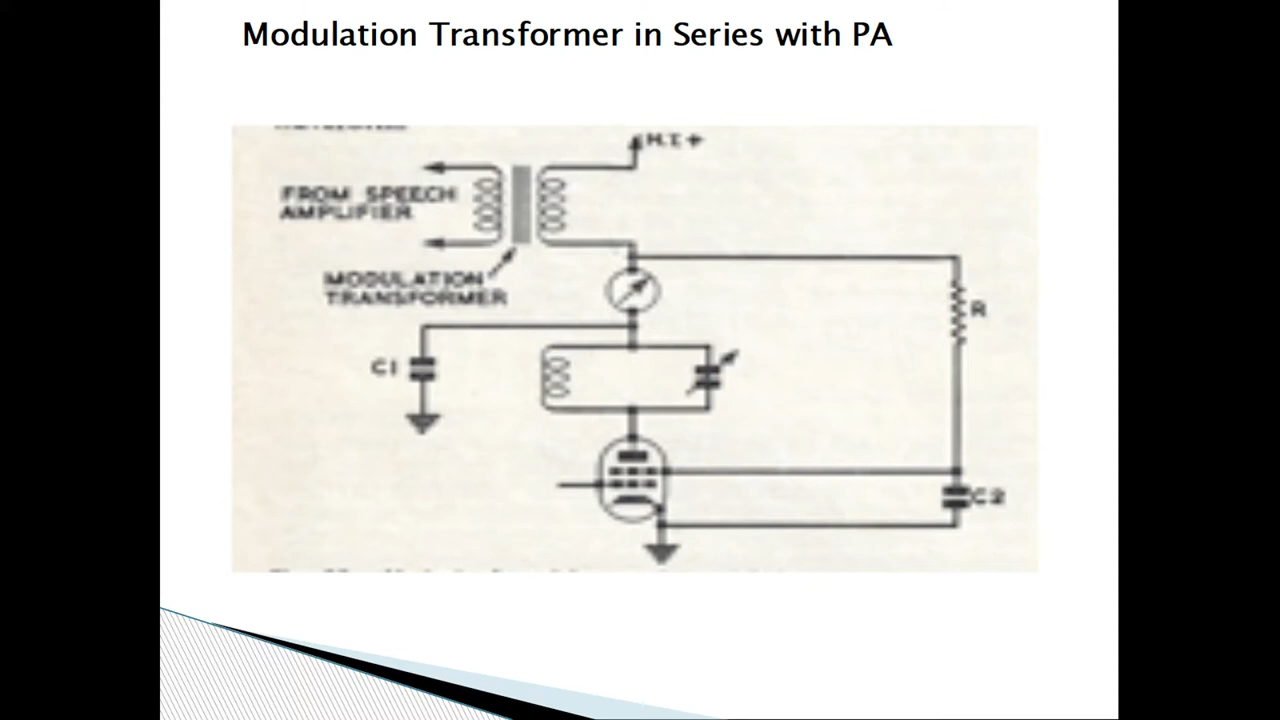 Modulation Transformer in Series with PA
H.T +
FROM SPEECH
AMPLIFIER
MODULATION
TRANSFORMER
R
C1
C2